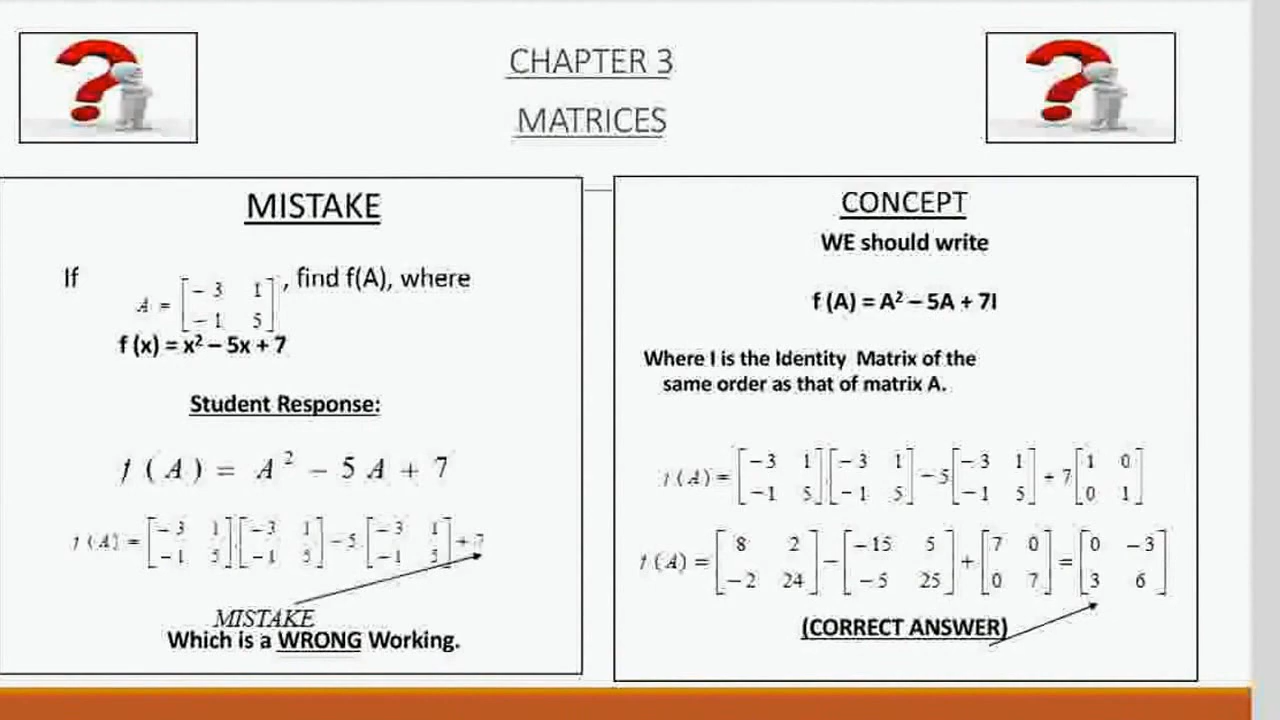 CHAPTER 3
MATRICES
MISTAKE
If A = [ − 3 1 ; − 1 5 ] , find f(A), where
f (x) = x² – 5x + 7
Student Response:
f ( A ) = A ² − 5 A + 7
f (A) = [ − 3 1 ; − 1 5 ] [ − 3 1 ; − 1 5 ] − 5 [ − 3 1 ; − 1 5 ] + 7
MISTAKE
Which is a WRONG Working.
CONCEPT
WE should write
f (A) = A² – 5A + 7I
Where I is the Identity Matrix of the
same order as that of matrix A.
f (A) = [ − 3 1 ; − 1 5 ] [ − 3 1 ; − 1 5 ] − 5 [ − 3 1 ; − 1 5 ] + 7 [ 1 0 ; 0 1 ]
f (A) = [ 8 2 ; − 2 24 ] − [ − 15 5 ; − 5 25 ] + [ 7 0 ; 0 7 ] = [ 0 − 3 ; 3 6 ]
(CORRECT ANSWER)